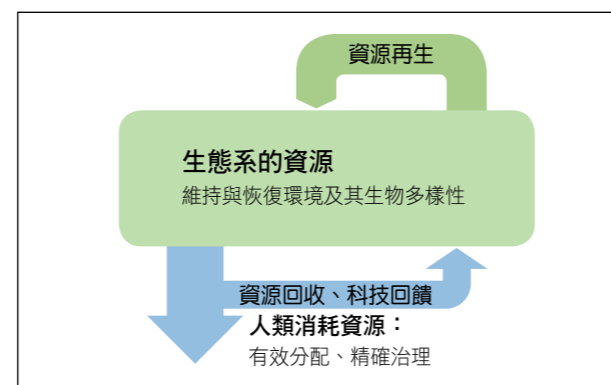 資源再生
生態系的資源
維持與恢復環境及其生物多樣性
資源回收、科技回饋
人類消耗資源：
有效分配、精確治理